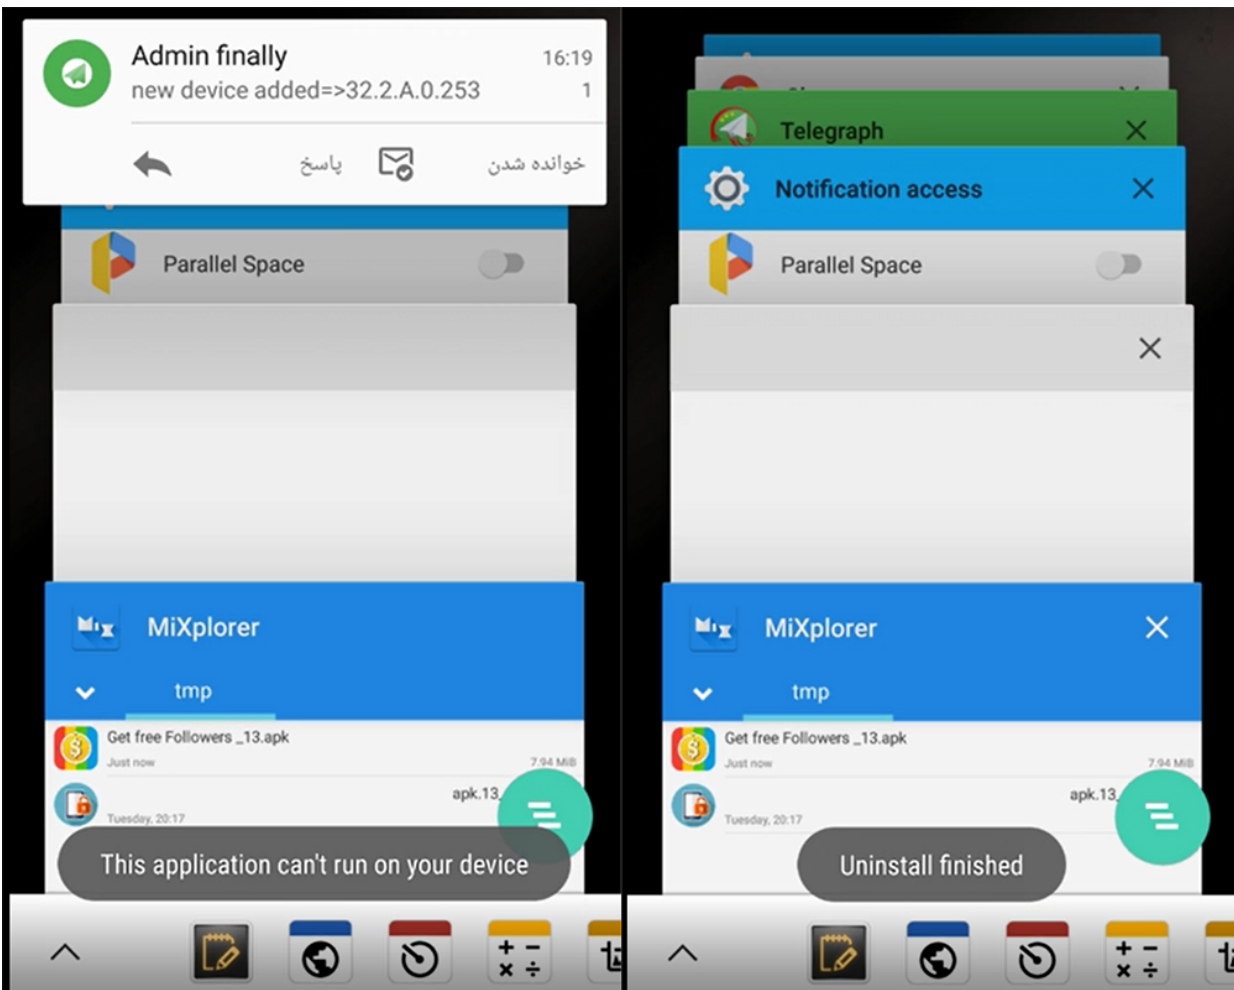 Admin finally
16:19
new device added=>32.2.A.0.253
1
پاسخ
خوانده شدن
Parallel Space
MiXplorer
tmp
Get free Followers _13.apk
Just now
7.94 MiB
apk.13_
Tuesday, 20:17
This application can't run on your device
Telegraph
Notification access
Parallel Space
MiXplorer
tmp
Get free Followers _13.apk
Just now
7.94 MiB
apk.13_
Tuesday, 20:17
Uninstall finished